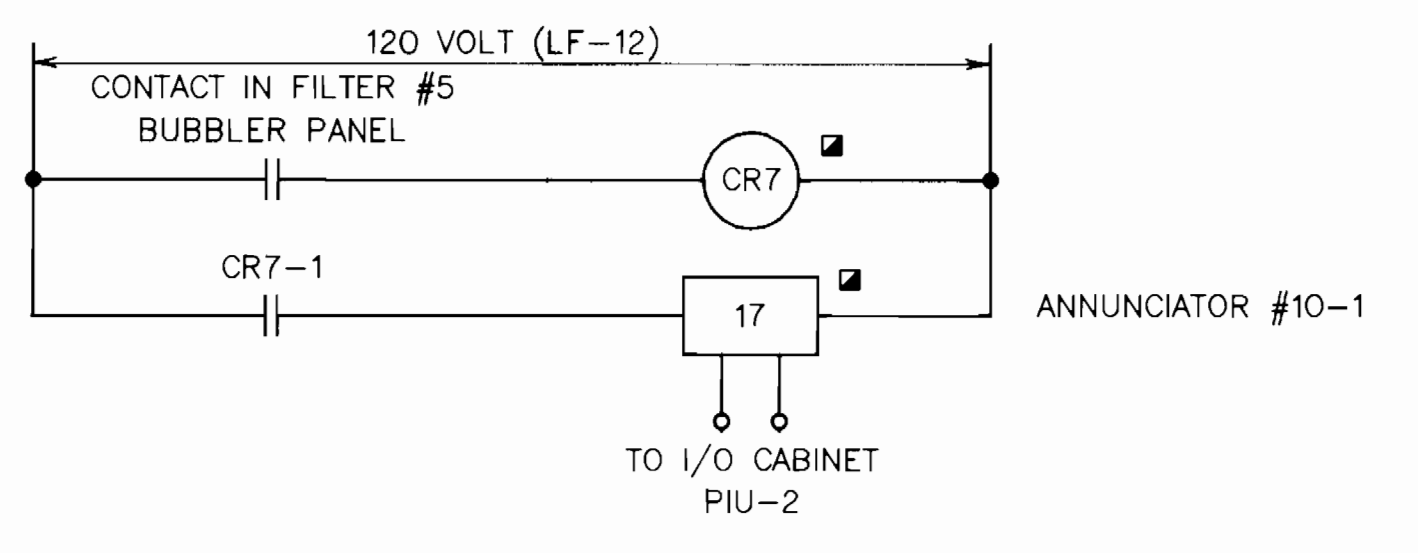 120 VOLT (LF-12)
CONTACT IN FILTER #5
BUBBLER PANEL
CR7
CR7-1
17
ANNUNCIATOR #10-1
TO I/O CABINET
PIU-2